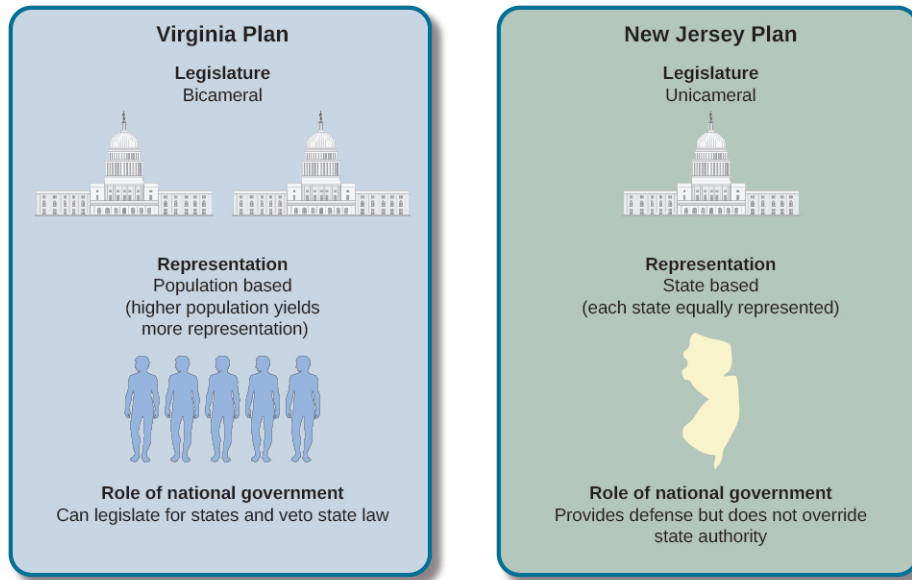 Virginia Plan
Legislature
Bicameral
Representation
Population based
(higher population yields
more representation)
Role of national government
Can legislate for states and veto state law
New Jersey Plan
Legislature
Unicameral
Representation
State based
(each state equally represented)
Role of national government
Provides defense but does not override
state authority